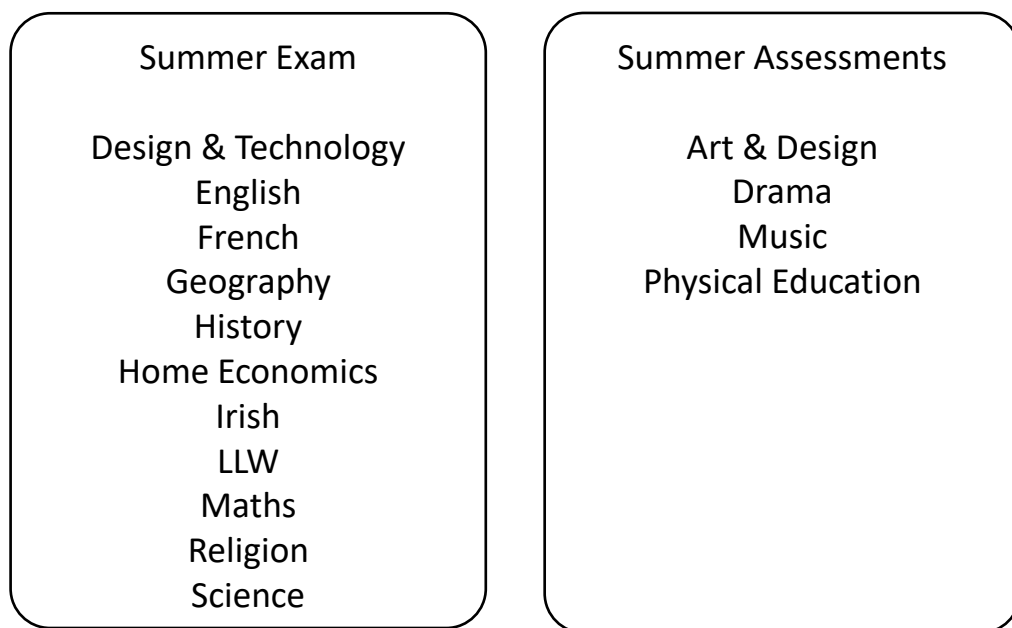 Summer Exam
Design & Technology
English
French
Geography
History
Home Economics
Irish
LLW
Maths
Religion
Science
Summer Assessments
Art & Design
Drama
Music
Physical Education